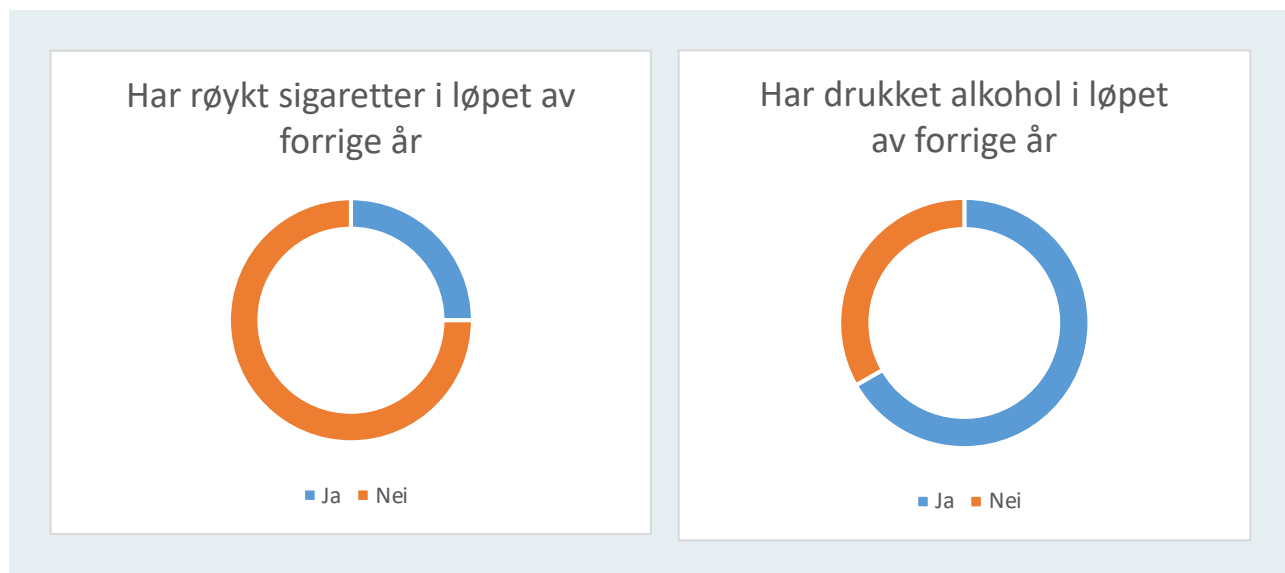 Har røykt sigaretter i løpet av
forrige år
Ja Nei
Har drukket alkohol i løpet
av forrige år
Ja Nei